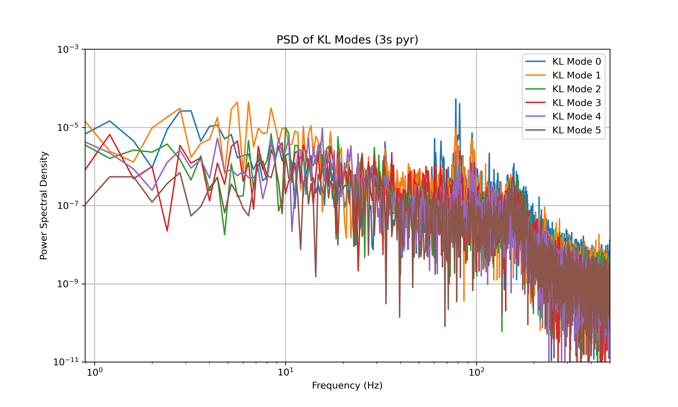 PSD of KL Modes (3s pyr)
Power Spectral Density
10⁻³
10⁻⁵
10⁻⁷
10⁻⁹
10⁻¹¹
KL Mode 0
KL Mode 1
KL Mode 2
KL Mode 3
KL Mode 4
KL Mode 5
10⁰
10¹
10²
Frequency (Hz)